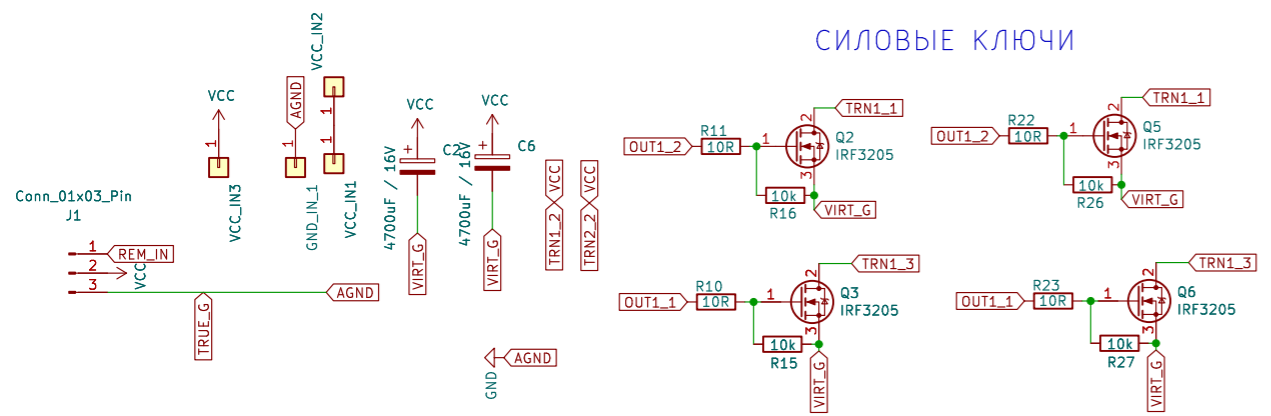 СИЛОВЫЕ КЛЮЧИ
VCC_IN2
VCC
1
VCC_IN3
AGND
1
GND_IN_1
1
1
VCC_IN1
VCC
+
C2
4700uF / 16V
VIRT_G
VCC
+
C6
4700uF / 16V
VIRT_G
VCC
TRN1_2
VCC
TRN2_2
Conn_01x03_Pin
J1
1
REM_IN
2
VCC
3
AGND
TRUE_G
GND
AGND
OUT1_2
R11
10R
1
2
3
TRN1_1
Q2
IRF3205
10k
R16
VIRT_G
OUT1_2
R22
10R
1
2
3
TRN1_1
Q5
IRF3205
10k
R26
VIRT_G
OUT1_1
R10
10R
1
2
3
TRN1_3
Q3
IRF3205
10k
R15
VIRT_G
OUT1_1
R23
10R
1
2
3
TRN1_3
Q6
IRF3205
10k
R27
VIRT_G